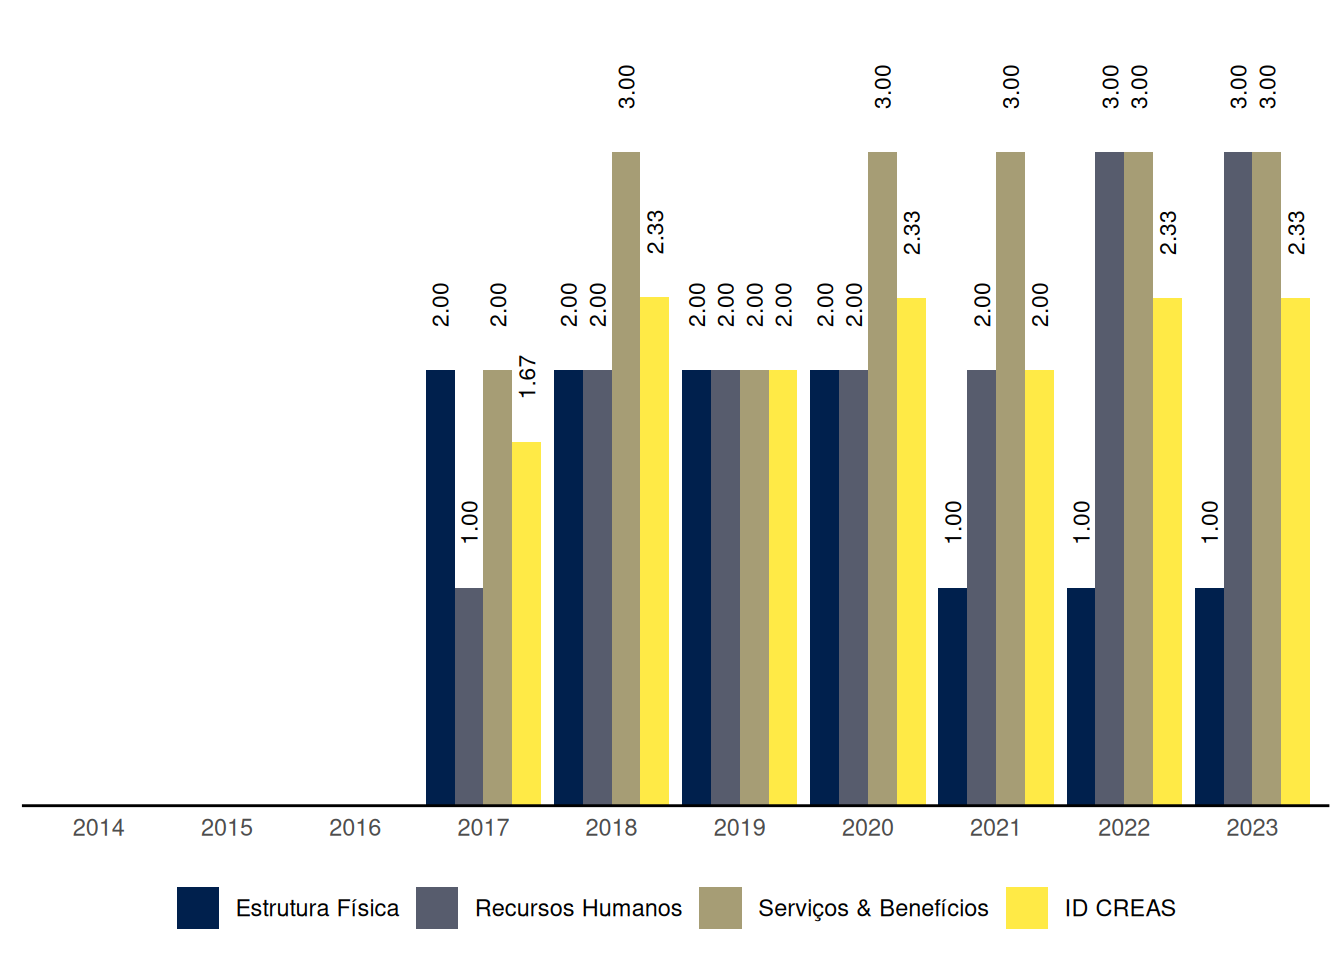 3.00 3.00 3.00 3.00 3.00 3.00 3.00
2.33 2.33 2.33 2.33
2.00 2.00 2.00 2.00 2.00 2.00 2.00 2.00 2.00 2.00 2.00 2.00
1.67
1.00 1.00 1.00 1.00
2014 2015 2016 2017 2018 2019 2020 2021 2022 2023
Estrutura Física Recursos Humanos Serviços & Benefícios ID CREAS